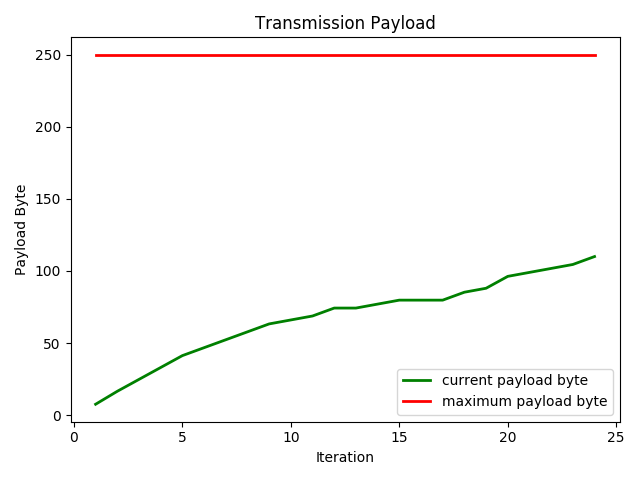 Transmission Payload
250
200
150
100
50
0
Payload Byte
current payload byte
maximum payload byte
0 5 10 15 20 25
Iteration